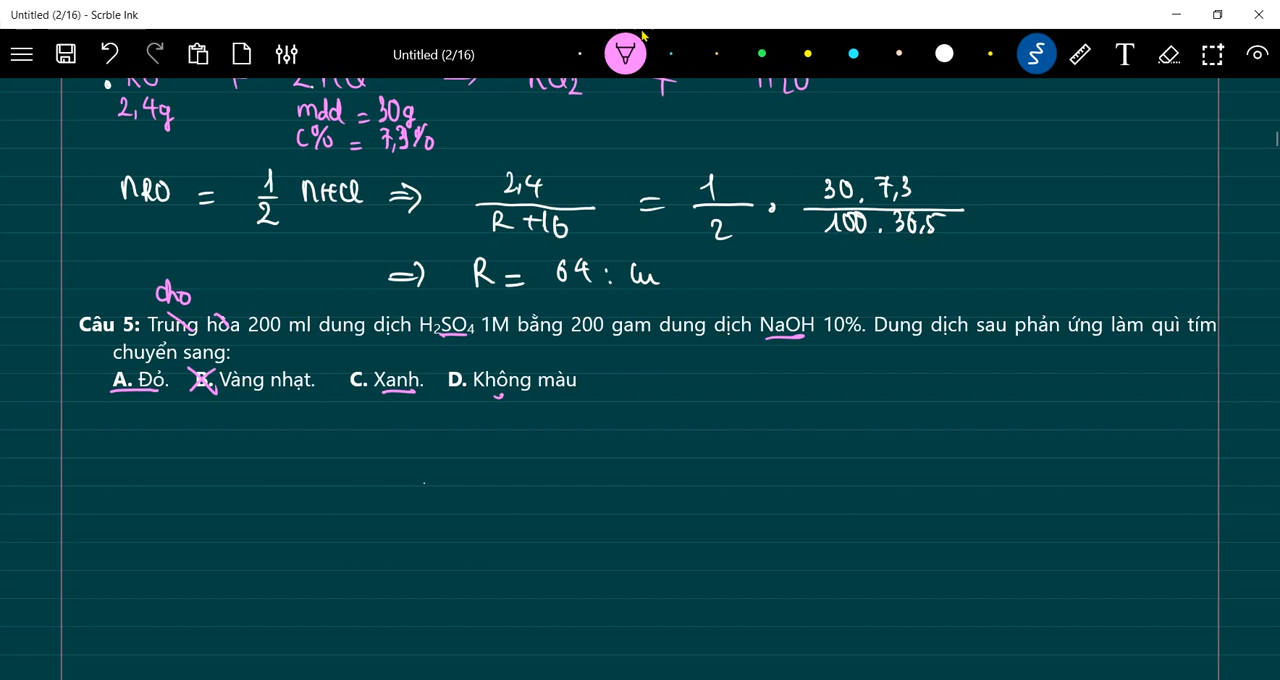 Untitled (2/16) - Scrble Ink
Untitled (2/16)
T
2,4g mdd = 30g
C% = 7,3%
nRO = 1/2 nHCl => 2,4/(R + 16) = 1/2 . 30. 7,3/(100 . 36,5)
=> R = 64 : Cu
cho
Câu 5: Trung hòa 200 ml dung dịch H₂SO₄ 1M bằng 200 gam dung dịch NaOH 10%. Dung dịch sau phản ứng làm quì tím
chuyển sang:
A. Đỏ. B. Vàng nhạt. C. Xanh. D. Không màu